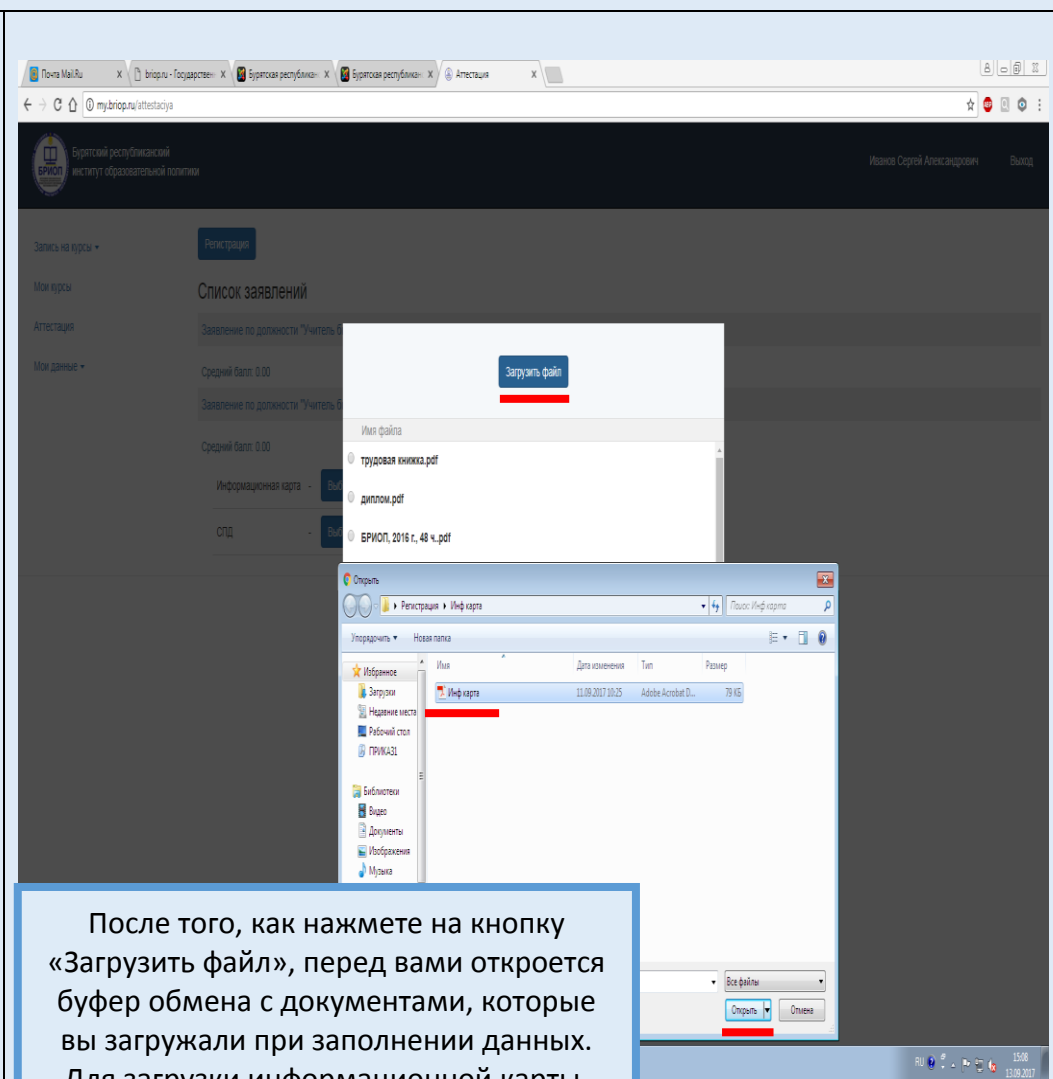 Почта Mail.Ru
briop.ru - Государствен
Бурятская республикан
Бурятская республикан
Аттестация
my.briop.ru/attestaciya
БРИОП
Бурятский республиканский
институт образовательной политики
Иванов Сергей Александрович
Выход
Запись на курсы
Мои курсы
Аттестация
Мои данные
Регистрация
Список заявлений
Заявление по должности "Учитель б
Средний балл: 0.00
Заявление по должности "Учитель б
Средний балл: 0.00
Информационная карта - Выб
СПД - Выб
Загрузить файл
Имя файла
трудовая книжка.pdf
диплом.pdf
БРИОП, 2016 г., 48 ч..pdf
Открыть
Регистрация Инф карта
Поиск: Инф карта
Упорядочить Новая папка
Имя Дата изменения Тип Размер
Инф карта 11.09.2017 10:25 Adobe Acrobat D... 79 КБ
Избранное
Загрузки
Недавние места
Рабочий стол
ПРИКАЗ1
Библиотеки
Видео
Документы
Изображения
Музыка
Все файлы
Открыть Отмена
RU 15:08
13.09.2017
После того, как нажмете на кнопку
«Загрузить файл», перед вами откроется
буфер обмена с документами, которые
вы загружали при заполнении данных.
Для загрузки информационной карты